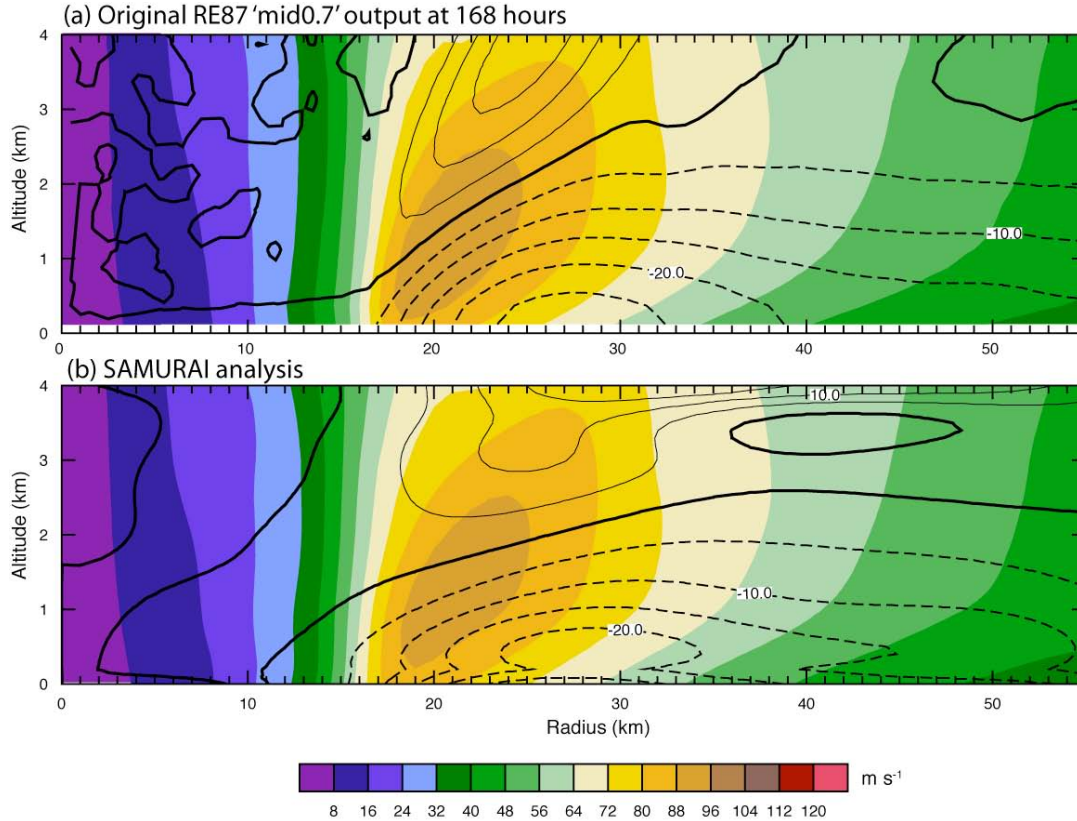 (a) Original RE87 ‘mid0.7’ output at 168 hours
4
3
2
1
0
Altitude (km)
-10.0
-20.0
0 10 20 30 40 50
(b) SAMURAI analysis
4
3
2
1
0
Altitude (km)
10.0
-10.0
-20.0
0 10 20 30 40 50
Radius (km)
m s⁻¹
8 16 24 32 40 48 56 64 72 80 88 96 104 112 120